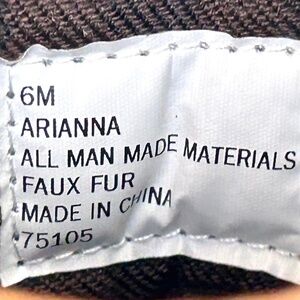 6M
ARIANNA
ALL MAN MADE MATERIALS
FAUX FUR
MADE IN CHINA
75105